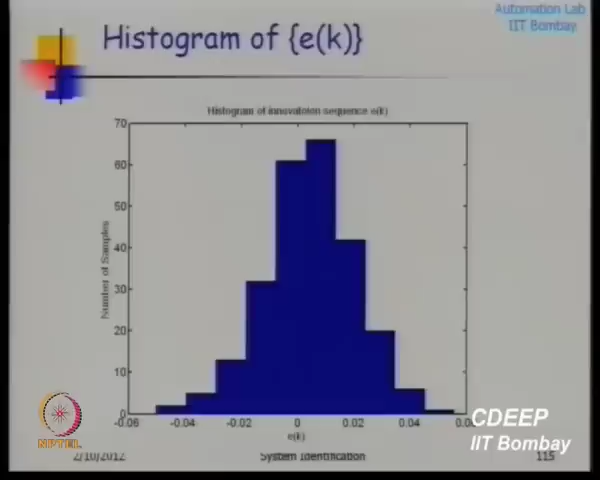 Automation Lab
IIT Bombay
Histogram of {e(k)}
Histogram of innovatoion sequence e(k)
70
60
50
40
30
20
10
0
Number of Samples
-0.06 -0.04 -0.02 0 0.02 0.04
e(k)
NPTEL
CDEEP
IIT Bombay
2/10/2012 System Identification 115